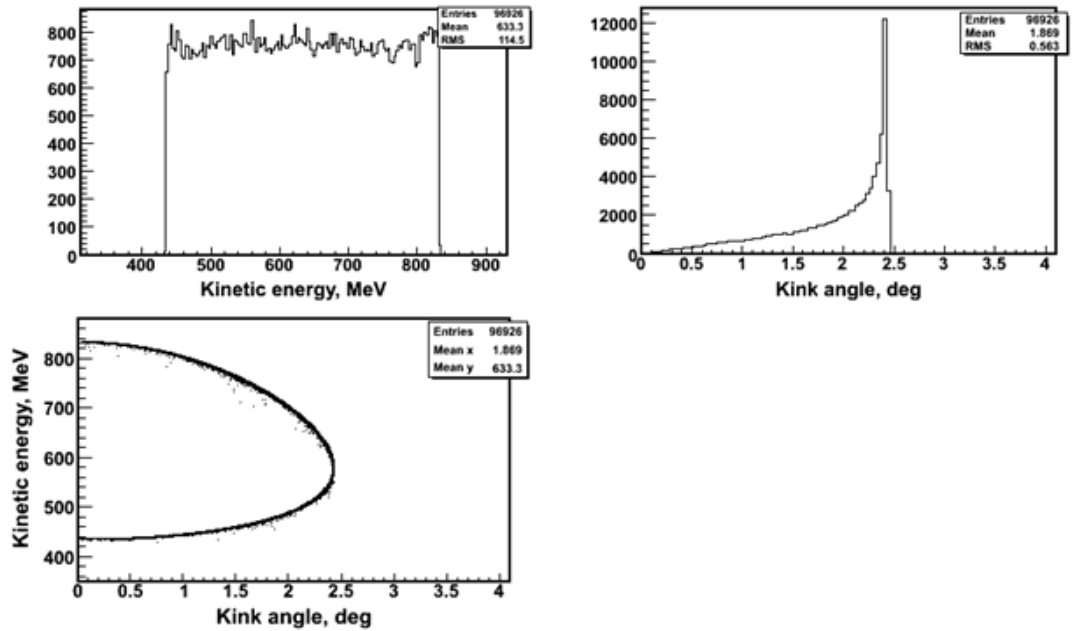 Entries 96926
Mean 633.3
RMS 114.5
800
700
600
500
400
300
200
100
0
400 500 600 700 800 900
Kinetic energy, MeV
Entries 96926
Mean 1.869
RMS 0.563
12000
10000
8000
6000
4000
2000
0
0 0.5 1 1.5 2 2.5 3 3.5 4
Kink angle, deg
Entries 96926
Mean x 1.869
Mean y 633.3
Kinetic energy, MeV
800
700
600
500
400
0 0.5 1 1.5 2 2.5 3 3.5 4
Kink angle, deg